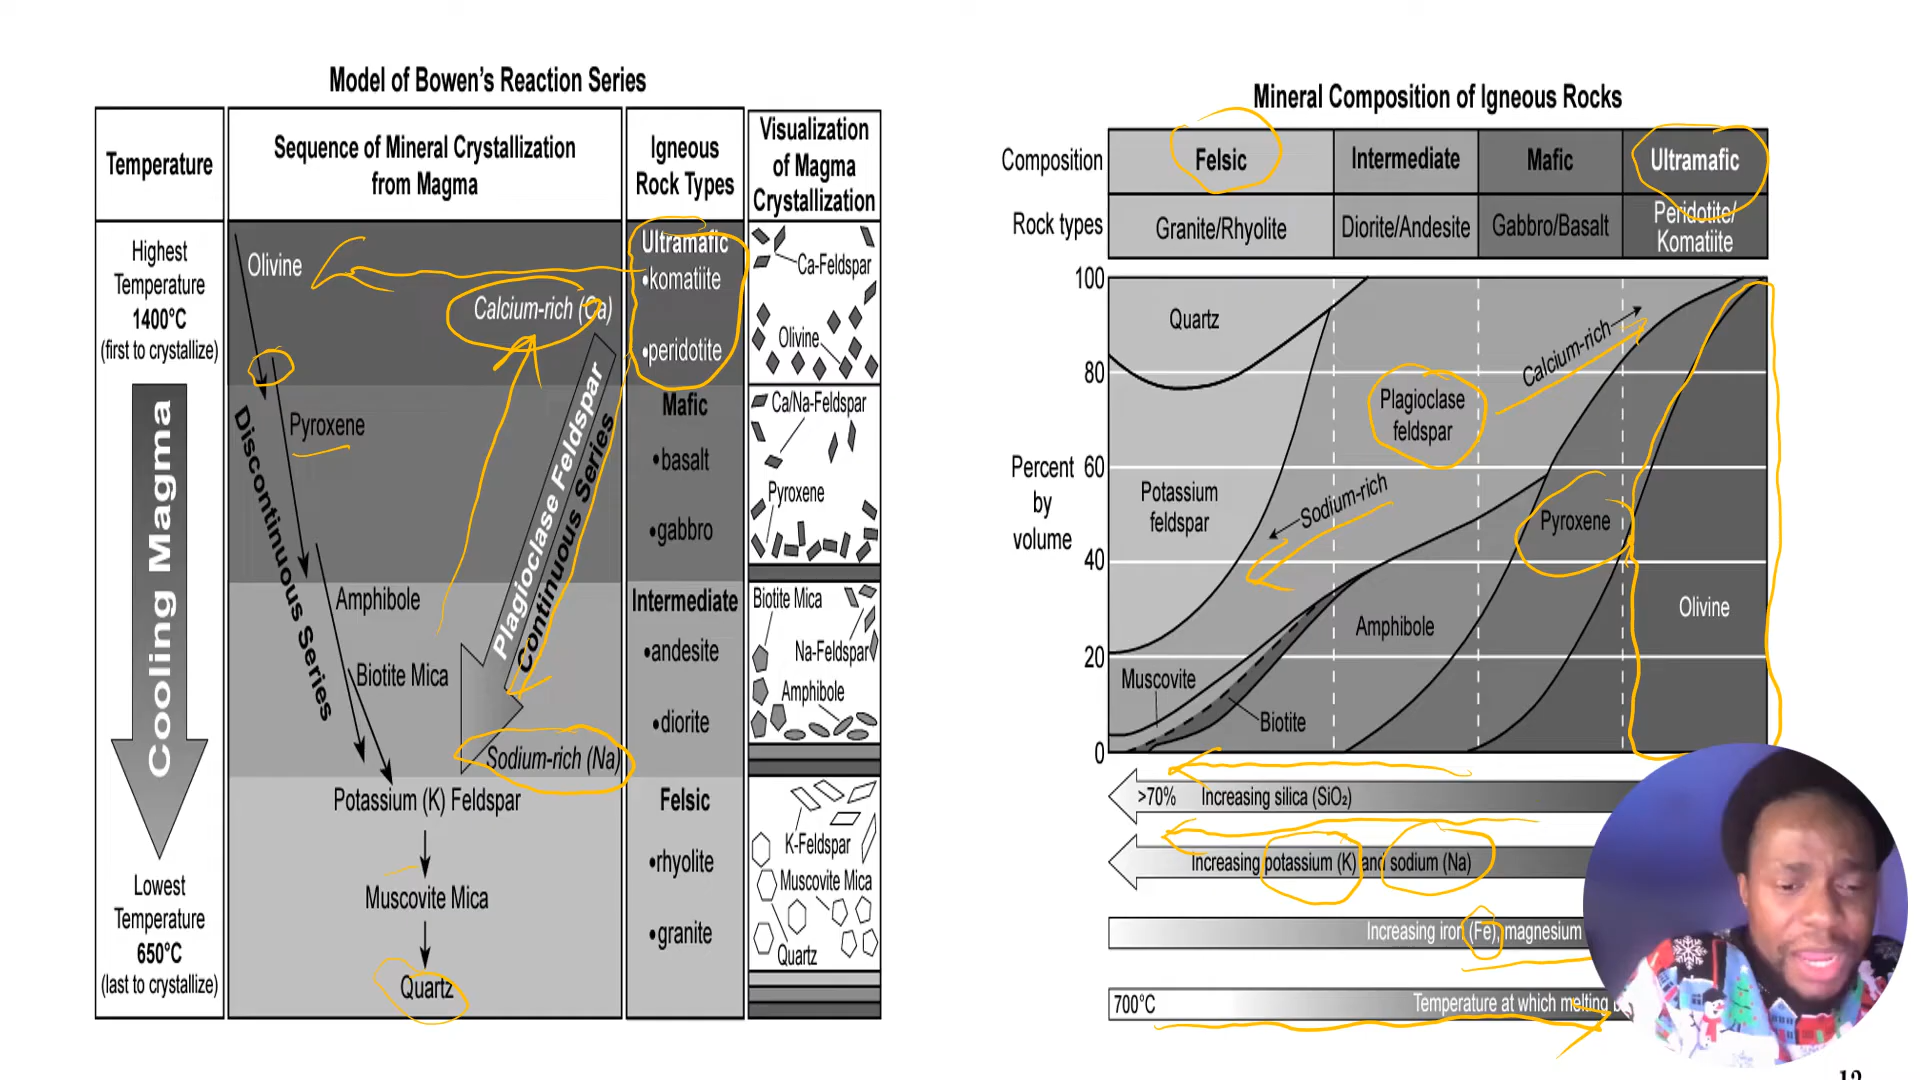 Model of Bowen's Reaction Series
Temperature
Sequence of Mineral Crystallization
from Magma
Igneous
Rock Types
Visualization
of Magma
Crystallization
Highest
Temperature
1400°C
(first to crystallize)
Cooling Magma
Lowest
Temperature
650°C
(last to crystallize)
Olivine
Calcium-rich (Ca)
Pyroxene
Discontinuous Series
Plagioclase Feldspar
Continuous Series
Amphibole
Biotite Mica
Sodium-rich (Na)
Potassium (K) Feldspar
Muscovite Mica
Quartz
Ultramafic
•komatiite
•peridotite
Mafic
•basalt
•gabbro
Intermediate
•andesite
•diorite
Felsic
•rhyolite
•granite
Ca-Feldspar
Olivine
Ca/Na-Feldspar
Pyroxene
Biotite Mica
Na-Feldspar
Amphibole
K-Feldspar
Muscovite Mica
Quartz
Mineral Composition of Igneous Rocks
Composition
Felsic
Intermediate
Mafic
Ultramafic
Rock types
Granite/Rhyolite
Diorite/Andesite
Gabbro/Basalt
Peridotite/
Komatiite
Percent
by
volume
100
80
60
40
20
0
Quartz
Calcium-rich
Plagioclase
feldspar
Sodium-rich
Potassium
feldspar
Pyroxene
Olivine
Amphibole
Muscovite
Biotite
>70% Increasing silica (SiO₂)
Increasing potassium (K) and sodium (Na)
Increasing iron (Fe), magnesium
700°C Temperature at which melting